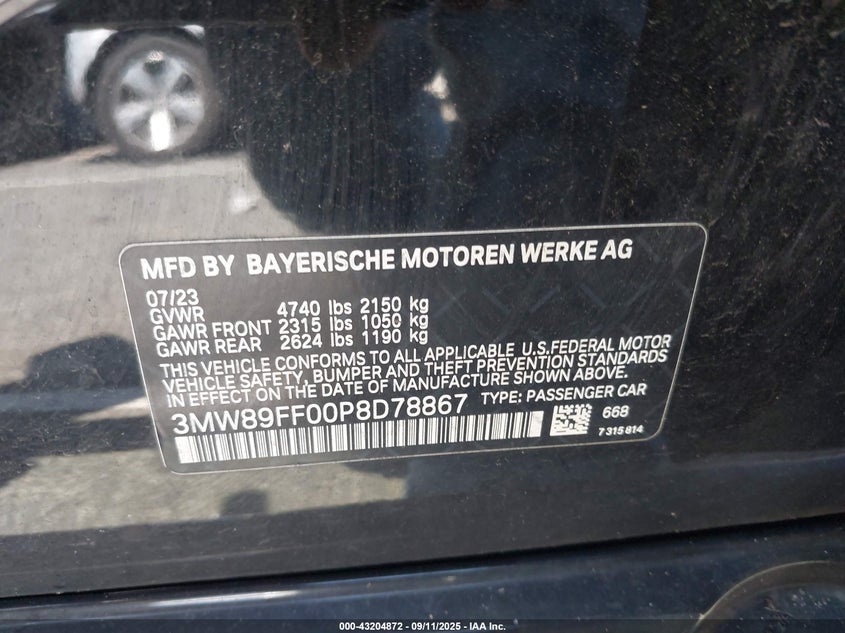 MFD BY BAYERISCHE MOTOREN WERKE AG
07/23
GVWR 4740 lbs 2150 kg
GAWR FRONT 2315 lbs 1050 kg
GAWR REAR 2624 lbs 1190 kg
THIS VEHICLE CONFORMS TO ALL APPLICABLE U.S.FEDERAL MOTOR
VEHICLE SAFETY, BUMPER AND THEFT PREVENTION STANDARDS
IN EFFECT ON THE DATE OF MANUFACTURE SHOWN ABOVE.
3MW89FF00P8D78867 TYPE: PASSENGER CAR
668
7315814
000-43204872 - 09/11/2025 - IAA Inc.